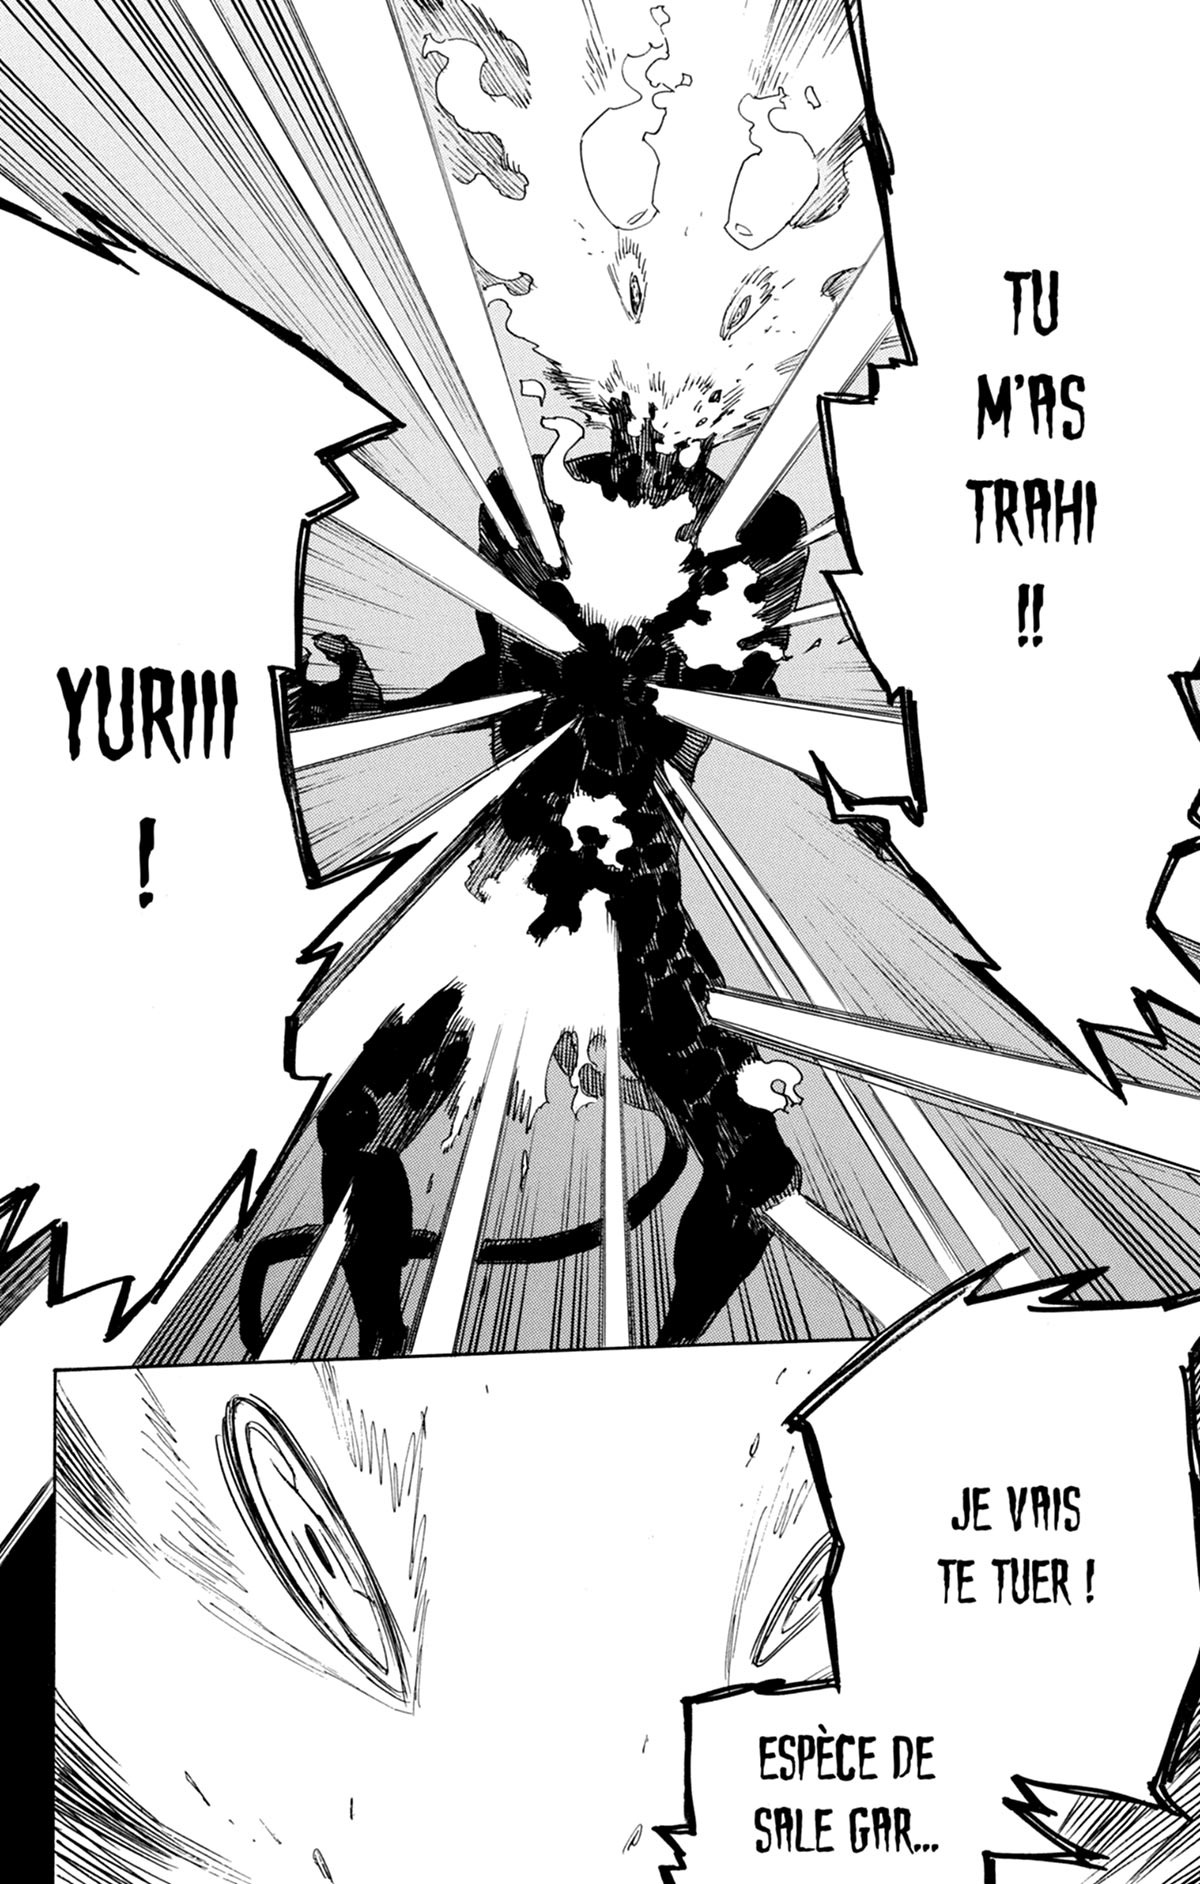 TU
M'AS
TRAHI
!!
YURIII
!
JE VAIS
TE TUER !
ESPÈCE DE
SALE GAR...